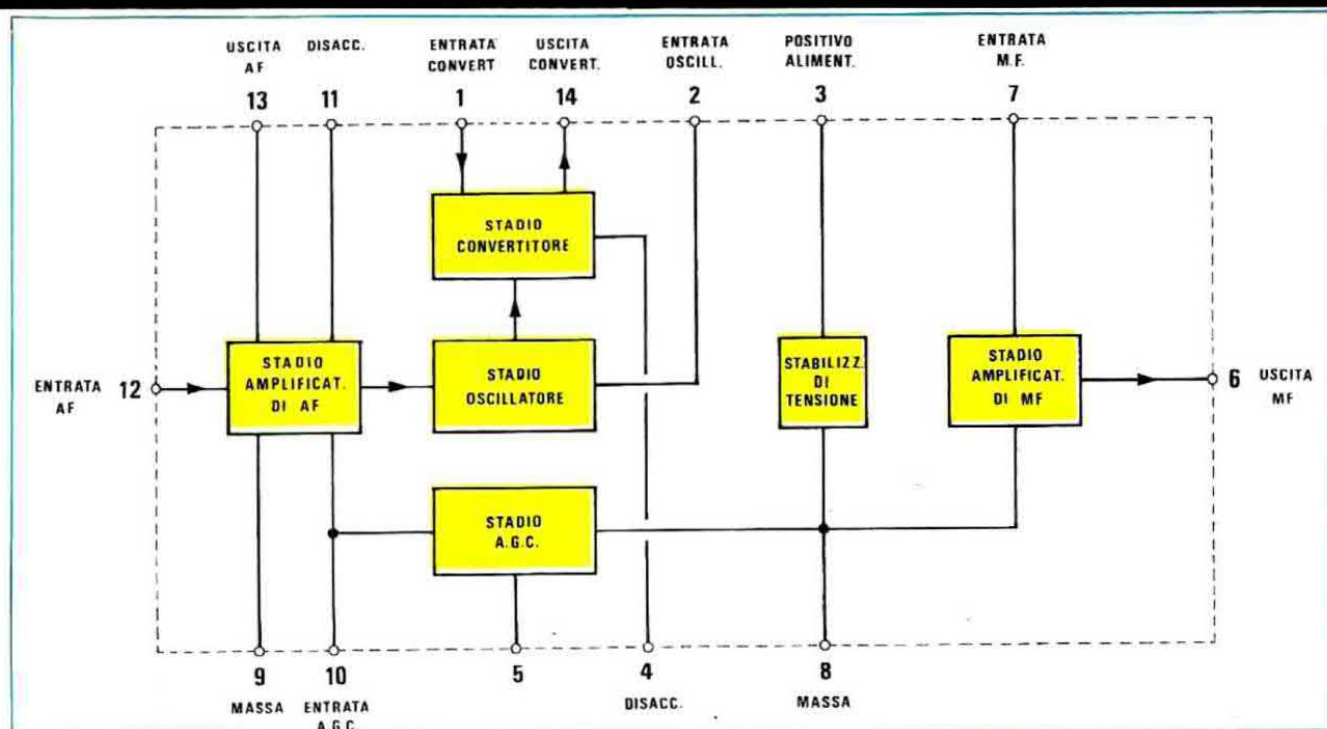 USCITA AF
13
DISACC.
11
ENTRATA CONVERT
1
USCITA CONVERT.
14
ENTRATA OSCILL.
2
POSITIVO ALIMENT.
3
ENTRATA M.F.
7
STADIO
CONVERTITORE
ENTRATA AF
12
STADIO
AMPLIFICAT.
DI AF
STADIO
OSCILLATORE
STABILIZZ.
DI
TENSIONE
STADIO
AMPLIFICAT.
DI MF
6
USCITA MF
STADIO
A.G.C.
9
MASSA
10
ENTRATA A.G.C.
5
4
DISACC.
8
MASSA